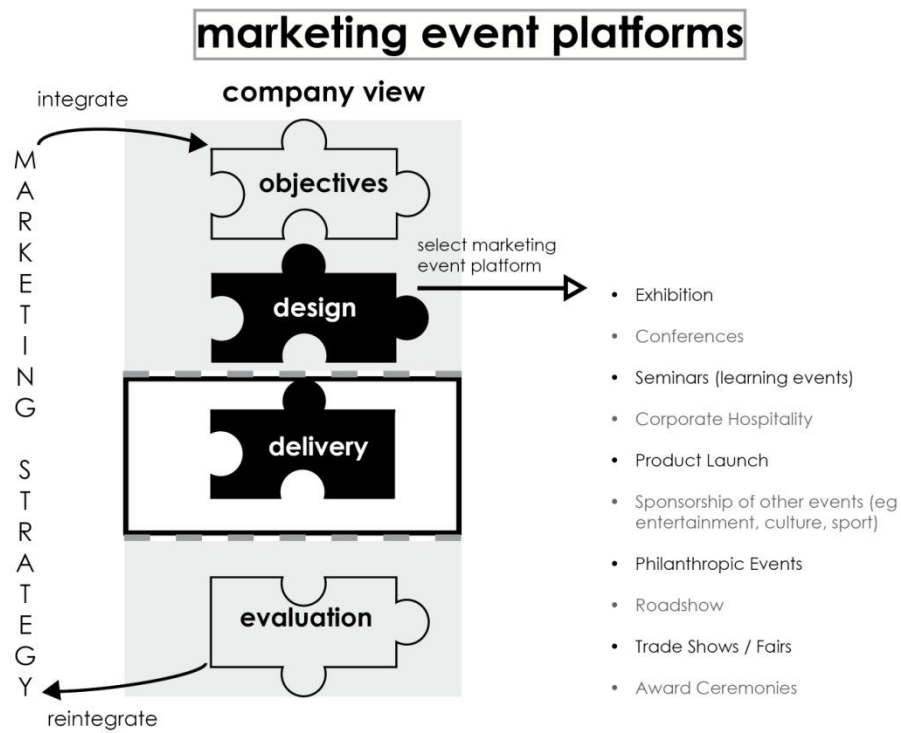 marketing event platforms
company view
integrate
MARKETING STRATEGY
objectives
select marketing
event platform
design
delivery
evaluation
reintegrate
• Exhibition
• Conferences
• Seminars (learning events)
• Corporate Hospitality
• Product Launch
• Sponsorship of other events (eg
entertainment, culture, sport)
• Philanthropic Events
• Roadshow
• Trade Shows / Fairs
• Award Ceremonies